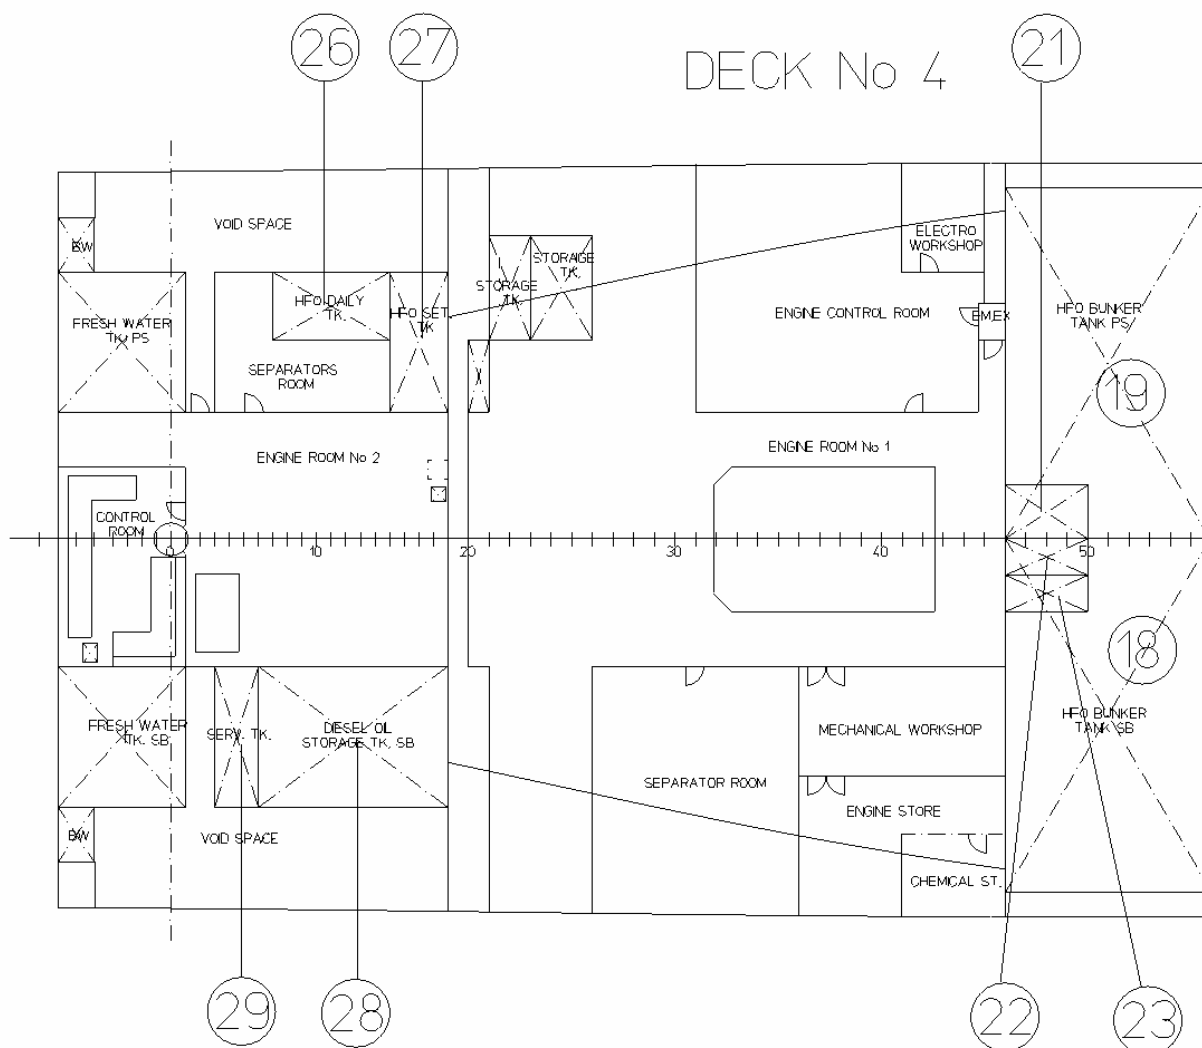 26
27
21
DECK No 4
VOID SPACE
BW
ELECTRO
WORKSHOP
STORAGE
TK.
STORAGE
TK.
HFO DAILY
TK.
HFO SET.
TK
FRESH WATER
TK. PS
ENGINE CONTROL ROOM
EM.EX
HFO BUNKER
TANK PS
SEPARATORS
ROOM
19
ENGINE ROOM No 2
ENGINE ROOM No 1
CONTROL
ROOM
0
10
20
30
40
50
18
FRESH WATER
TK. SB
SERV. TK.
DIESEL OIL
STORAGE TK. SB
HFO BUNKER
TANK SB
MECHANICAL WORKSHOP
SEPARATOR ROOM
ENGINE STORE
BW
VOID SPACE
CHEMICAL ST.
29
28
22
23